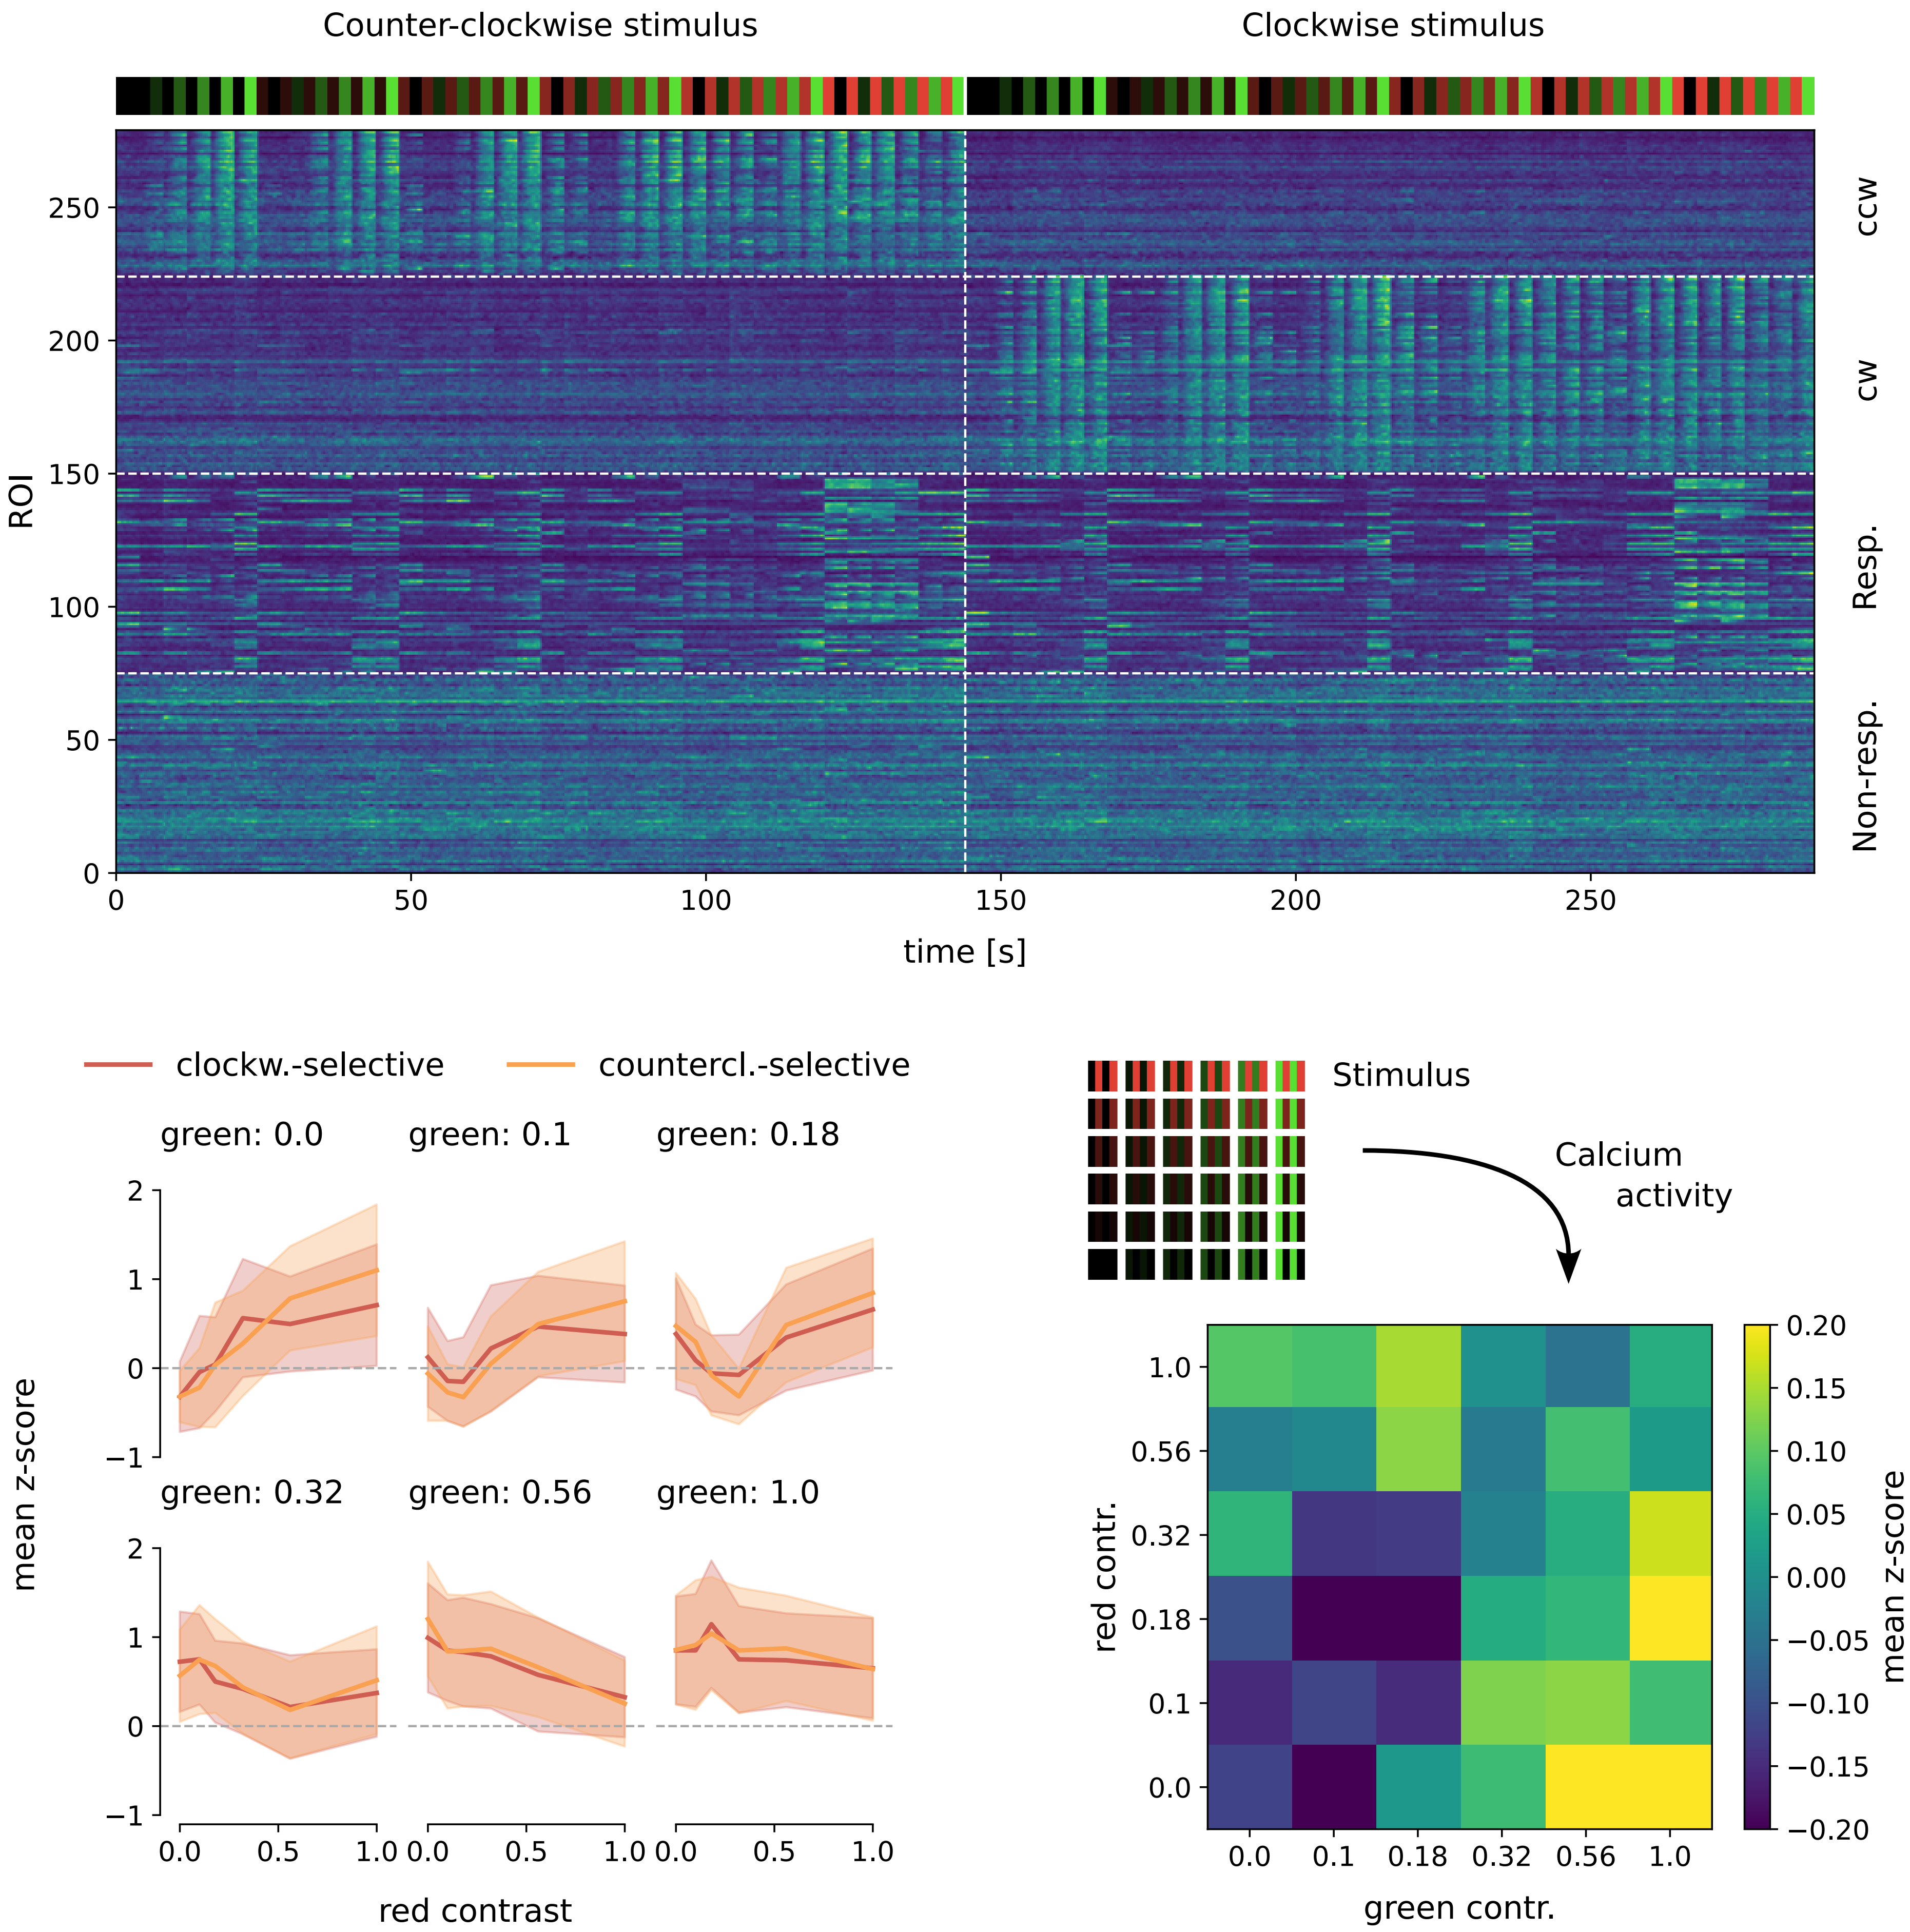 Counter-clockwise stimulus
Clockwise stimulus
250
200
150
100
50
0
ROI
ccw
cw
Resp.
Non-resp.
0 50 100 150 200 250
time [s]
clockw.-selective
countercl.-selective
green: 0.0
green: 0.1
green: 0.18
2
1
0
−1
green: 0.32
green: 0.56
green: 1.0
2
1
0
−1
mean z-score
0.0 0.5 1.0 0.0 0.5 1.0 0.0 0.5 1.0
red contrast
Stimulus
Calcium
activity
1.0
0.56
0.32
0.18
0.1
0.0
red contr.
0.0 0.1 0.18 0.32 0.56 1.0
green contr.
0.20
0.15
0.10
0.05
0.00
−0.05
−0.10
−0.15
−0.20
mean z-score